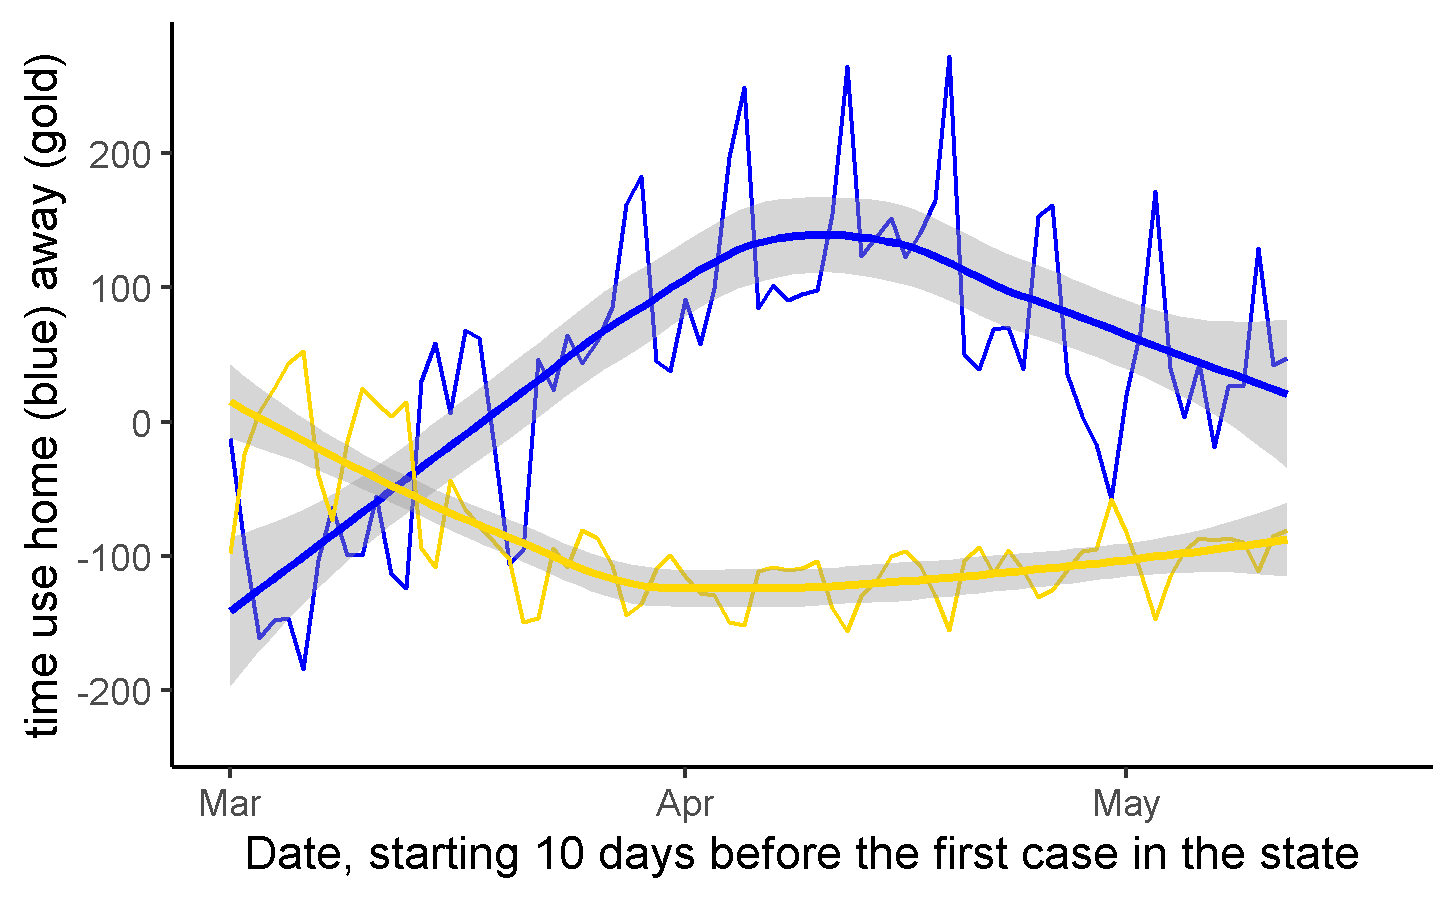 time use home (blue) away (gold)
200
100
0
-100
-200
Mar
Apr
May
Date, starting 10 days before the first case in the state